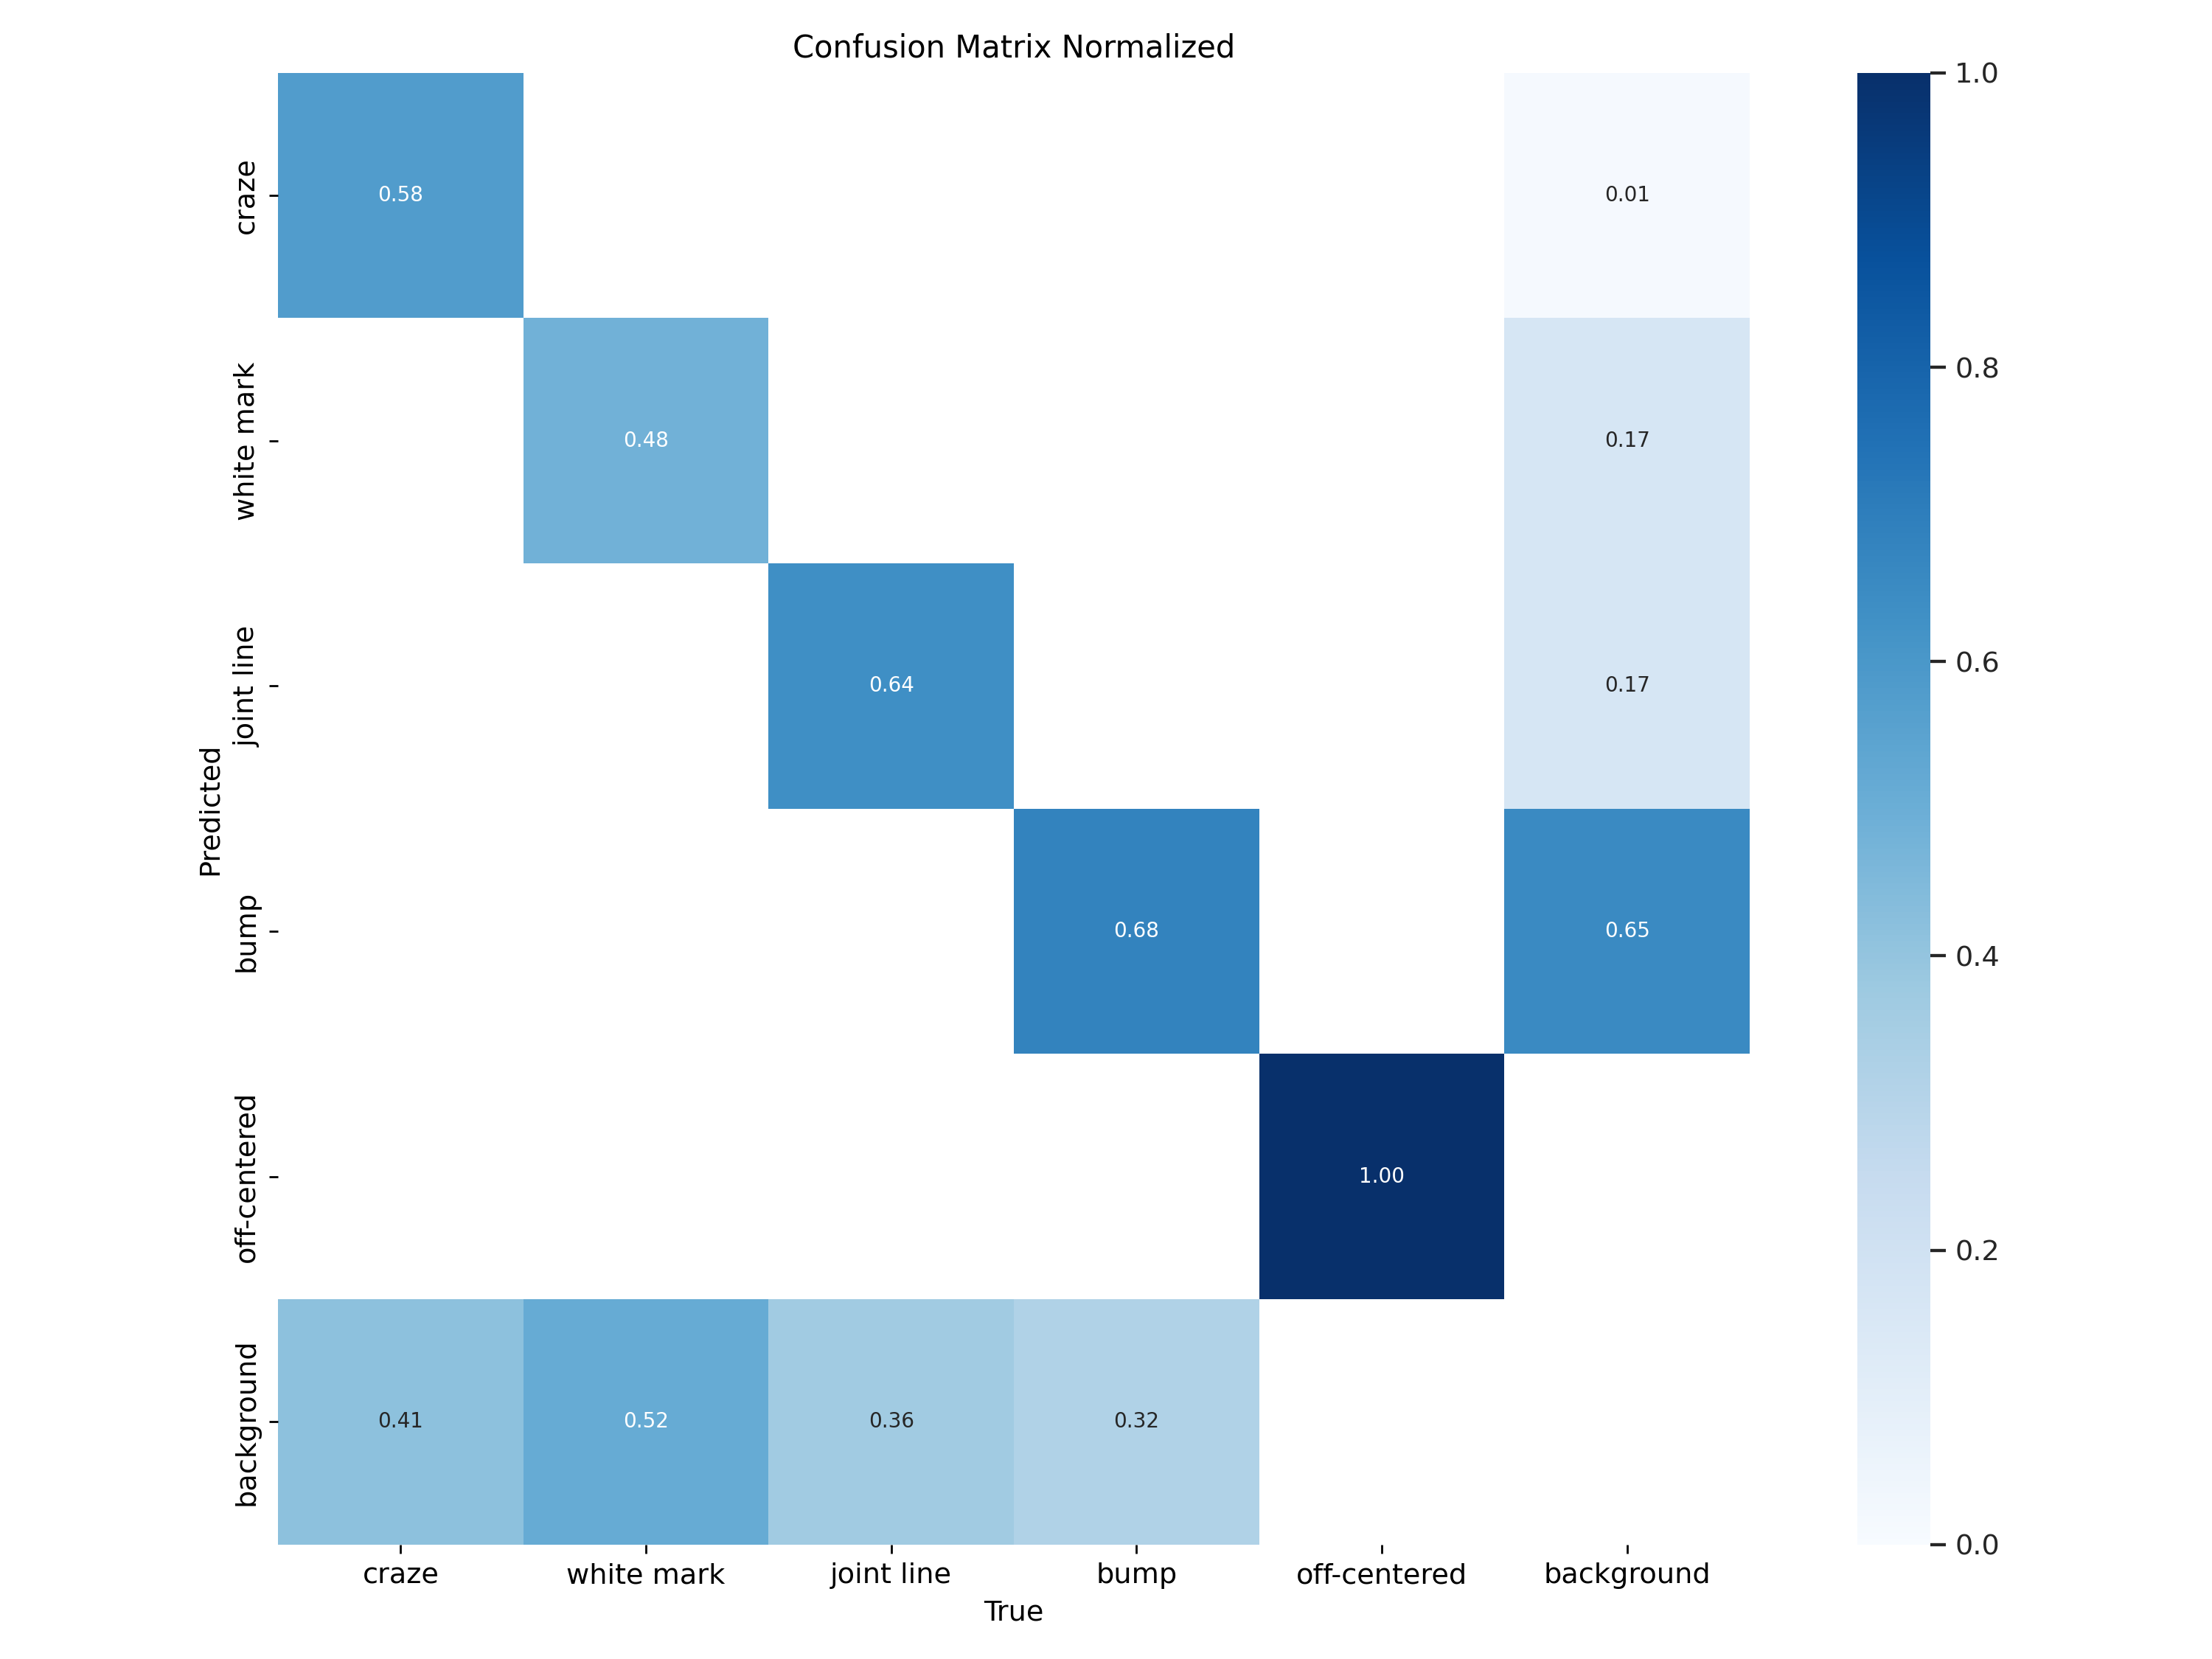 Confusion Matrix Normalized
craze
0.58
0.01
1.0
white mark
0.48
0.17
0.8
joint line
0.64
0.17
0.6
Predicted
bump
0.68
0.65
0.4
off-centered
1.00
0.2
background
0.41
0.52
0.36
0.32
0.0
craze
white mark
joint line
bump
off-centered
background
True